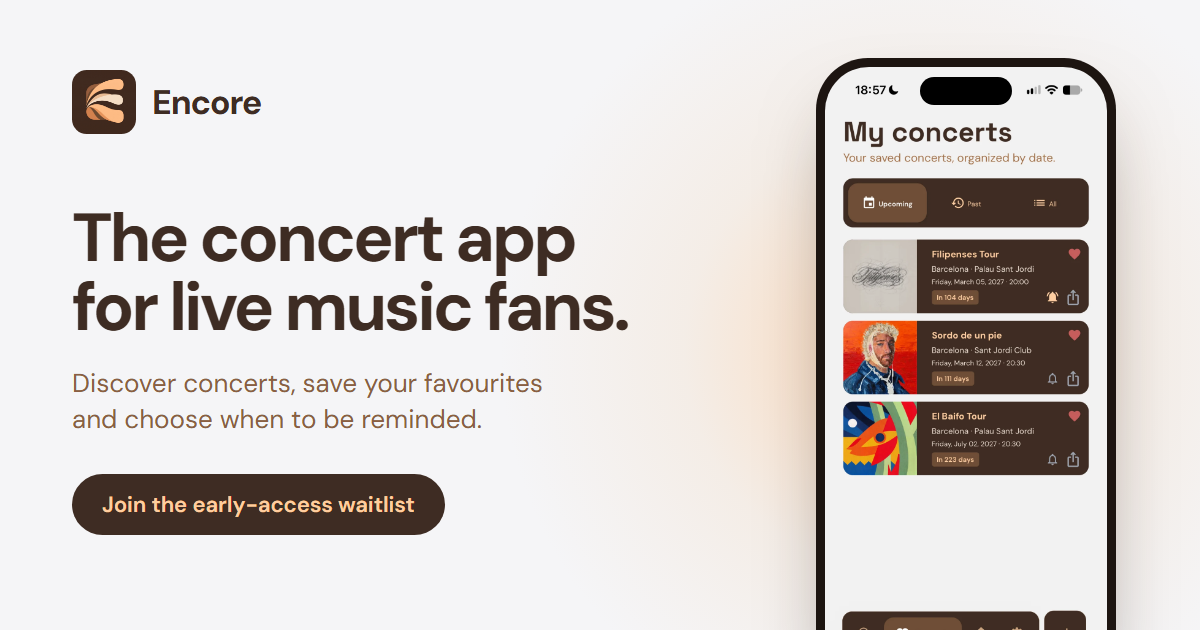 Encore
The concert app
for live music fans.
Discover concerts, save your favourites
and choose when to be reminded.
Join the early-access waitlist
18:57
My concerts
Your saved concerts, organized by date.
Upcoming Past All
Filipenses Tour
Barcelona · Palau Sant Jordi
Friday, March 05, 2027 · 20:00
In 104 days
Sordo de un pie
Barcelona · Sant Jordi Club
Friday, March 12, 2027 · 20:30
In 111 days
El Baifo Tour
Barcelona · Palau Sant Jordi
Friday, July 02, 2027 · 20:30
In 223 days